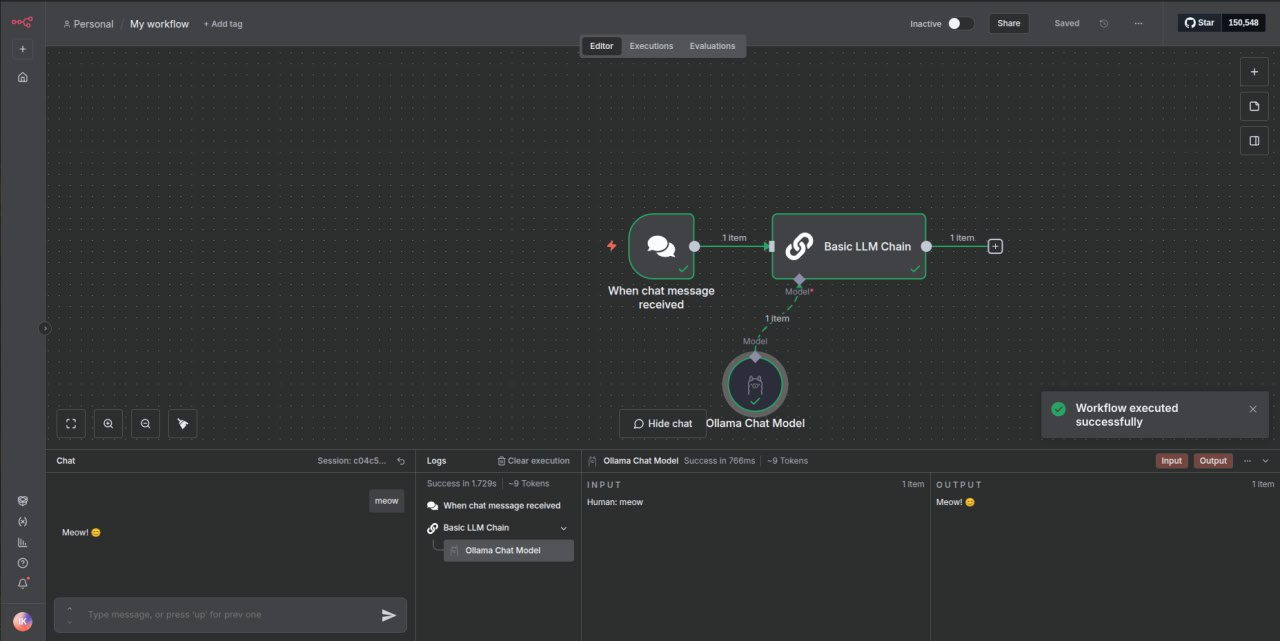 Personal / My workflow + Add tag
Inactive Share Saved ... Star 150,548
Editor Executions Evaluations
1 item 1 item
Basic LLM Chain
When chat message
received
Model*
1 item
Model
Hide chat
Ollama Chat Model
Workflow executed
successfully
Chat Session: c04c5...
Logs Clear execution
Ollama Chat Model Success in 766ms | ~9 Tokens
Input Output ...
Success in 1.729s | ~9 Tokens
INPUT 1 item
OUTPUT 1 item
meow
When chat message received
Human: meow
Meow! 😊
Basic LLM Chain
Meow! 😊
Ollama Chat Model
Type message, or press 'up' for prev one
IK